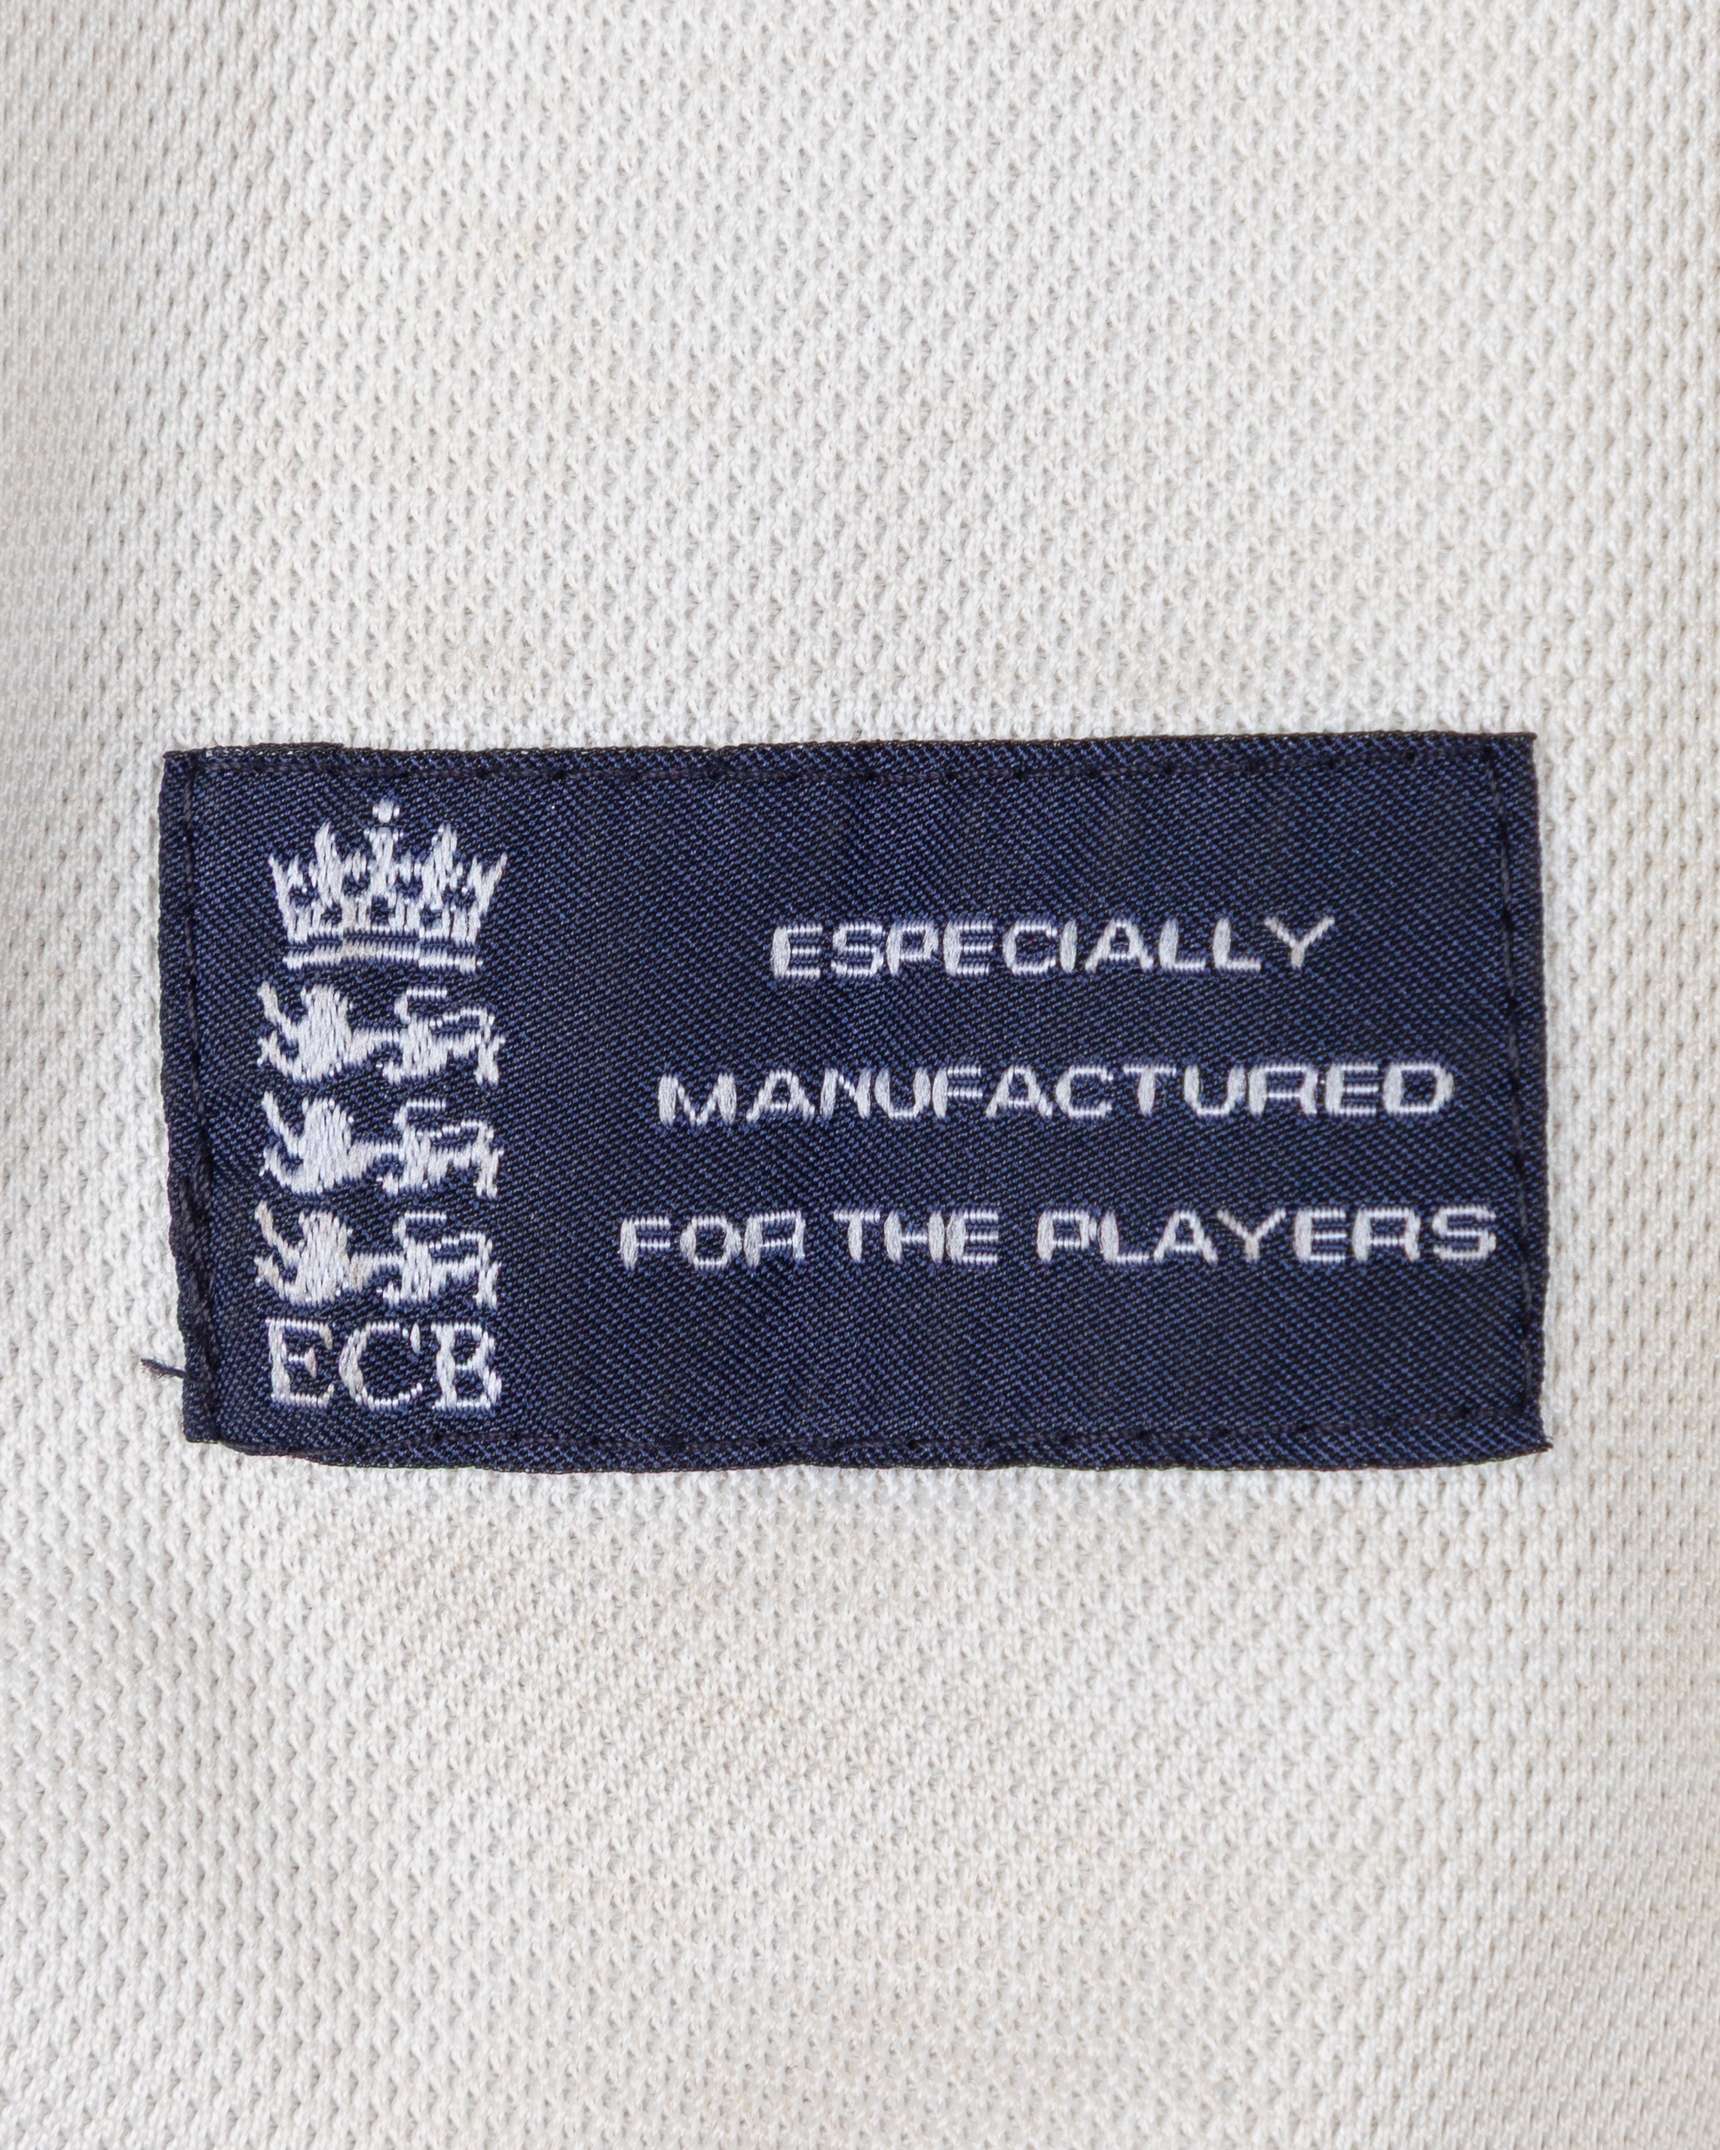 ESPECIALLY
MANUFACTURED
FOR THE PLAYERS
ECB